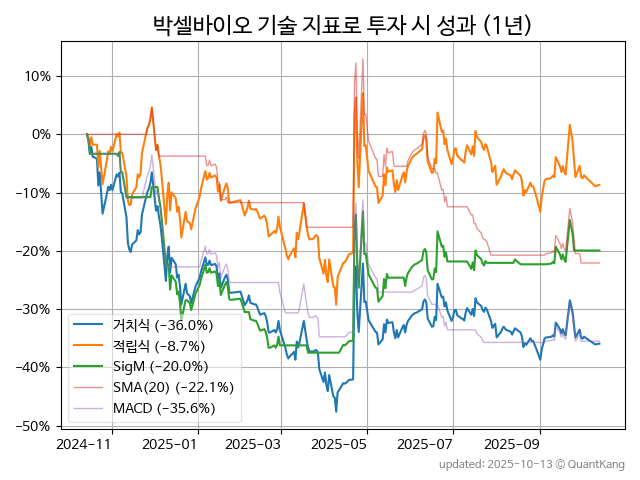 박셀바이오 기술 지표로 투자 시 성과 (1년)
10%
0%
−10%
−20%
−30%
−40%
−50%
거치식 (−36.0%)
적립식 (−8.7%)
SigM (−20.0%)
SMA(20) (−22.1%)
MACD (−35.6%)
2024-11 2025-01 2025-03 2025-05 2025-07 2025-09
updated: 2025-10-13 © QuantKang